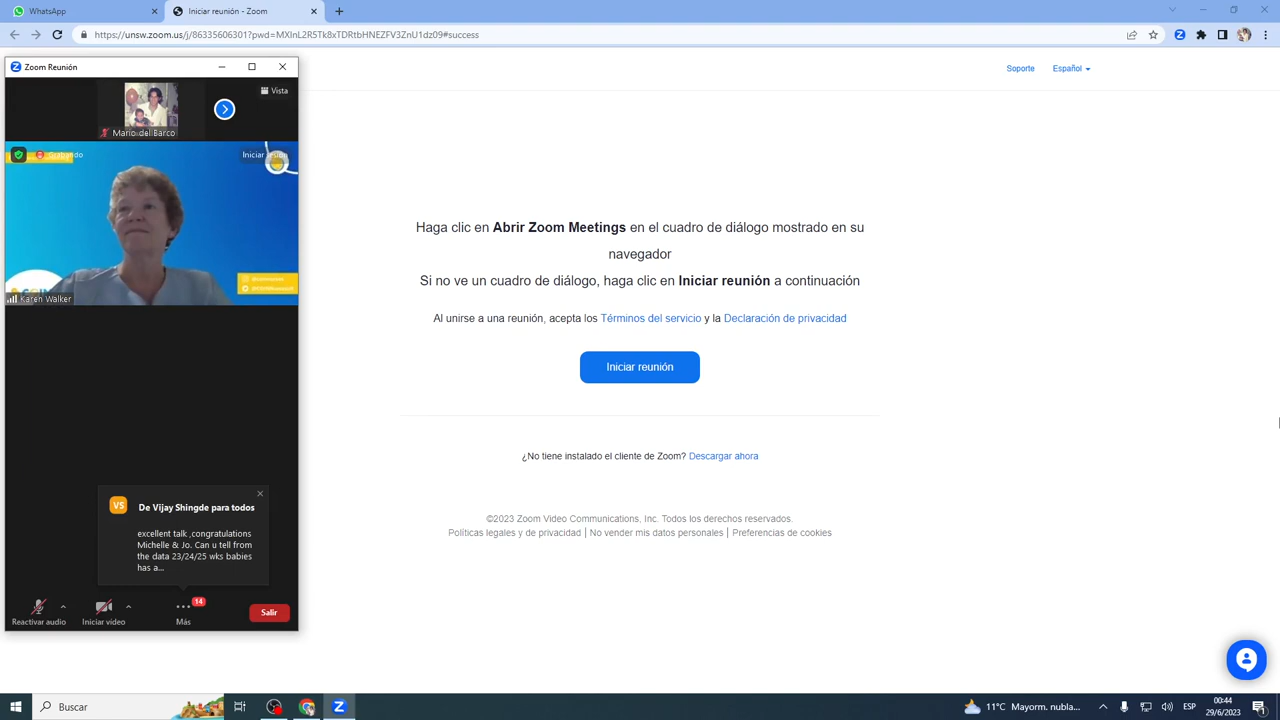 WhatsApp
Iniciar reunión - Zoom
https://unsw.zoom.us/j/86335606301?pwd=MXlnL2R5Tk8xTDRtbHNEZFV3ZnU1dz09#success
Zoom Reunión
Soporte
Español
Vista
Mario del Barco
Grabando
Iniciar sesión
Karen Walker
Haga clic en Abrir Zoom Meetings en el cuadro de diálogo mostrado en su
navegador
Si no ve un cuadro de diálogo, haga clic en Iniciar reunión a continuación
Al unirse a una reunión, acepta los Términos del servicio y la Declaración de privacidad
Iniciar reunión
¿No tiene instalado el cliente de Zoom? Descargar ahora
©2023 Zoom Video Communications, Inc. Todos los derechos reservados.
Políticas legales y de privacidad | No vender mis datos personales | Preferencias de cookies
VS
De Vijay Shingde para todos
excellent talk ,congratulations
Michelle & Jo. Can u tell from
the data 23/24/25 wks babies
has a...
14
Reactivar audio
Iniciar video
Más
Salir
Buscar
11°C Mayorm. nubla...
ESP
00:44
29/6/2023